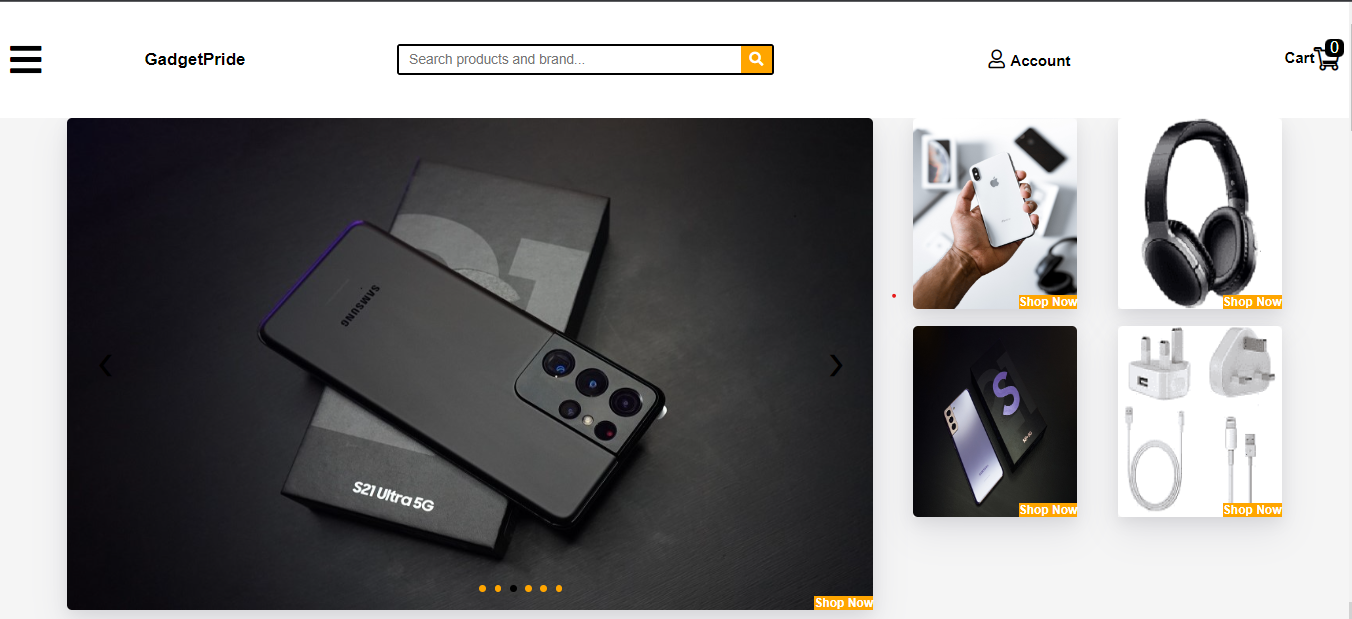 GadgetPride
Search products and brand...
Account
Cart
0
SAMSUNG
S21 Ultra 5G
Shop Now
Shop Now
Shop Now
S
Shop Now
Shop Now